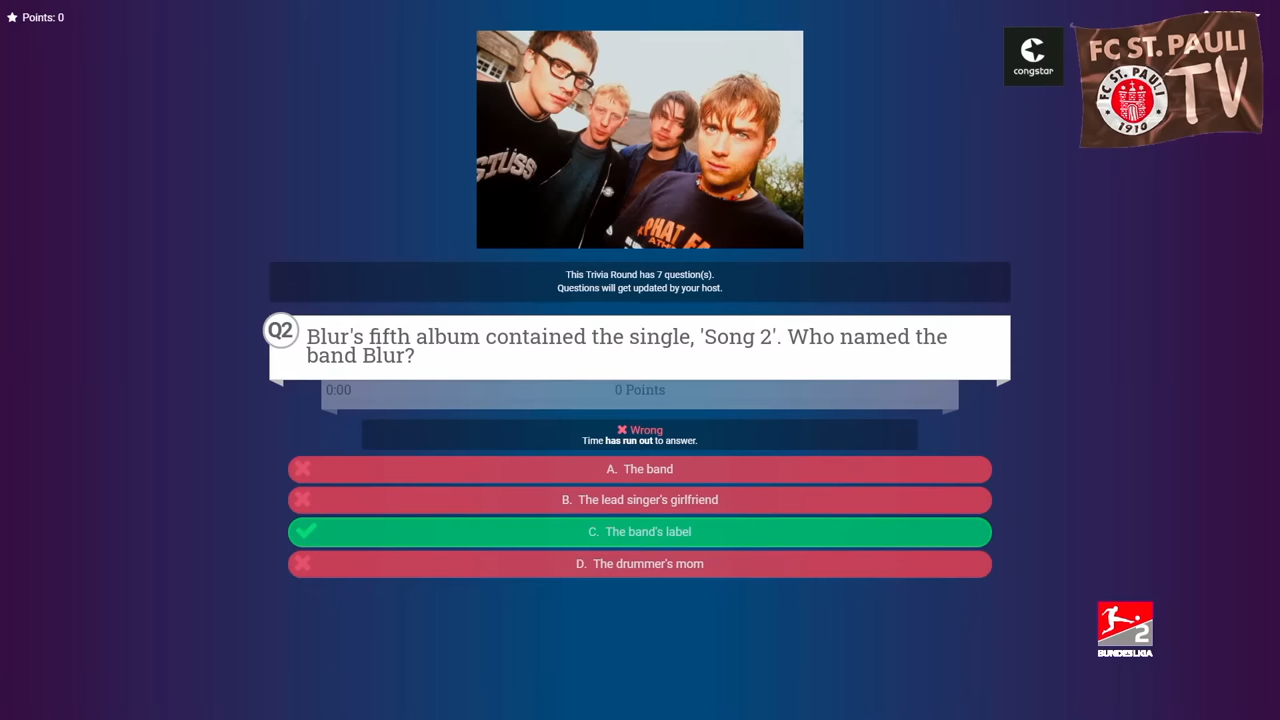 Points: 0
congstar
FC ST. PAULI
TV
FC ST. PAULI
1910
STÜSS
PHAT FA
ATH
This Trivia Round has 7 question(s).
Questions will get updated by your host.
Q2
Blur's fifth album contained the single, 'Song 2'. Who named the
band Blur?
0:00 0 Points
Wrong
Time has run out to answer.
A. The band
B. The lead singer's girlfriend
C. The band's label
D. The drummer's mom
2
BUNDESLIGA